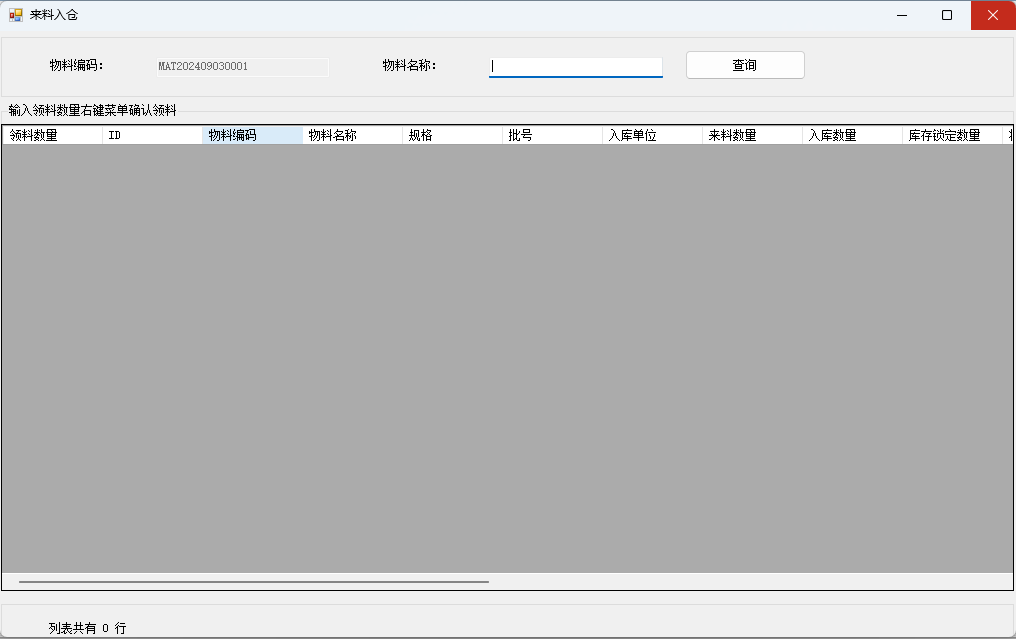 来料入仓
物料编码: MAT202409030001 物料名称: 查询
输入领料数量右键菜单确认领料
领料数量 ID 物料编码 物料名称 规格 批号 入库单位 来料数量 入库数量 库存锁定数量
列表共有 0 行